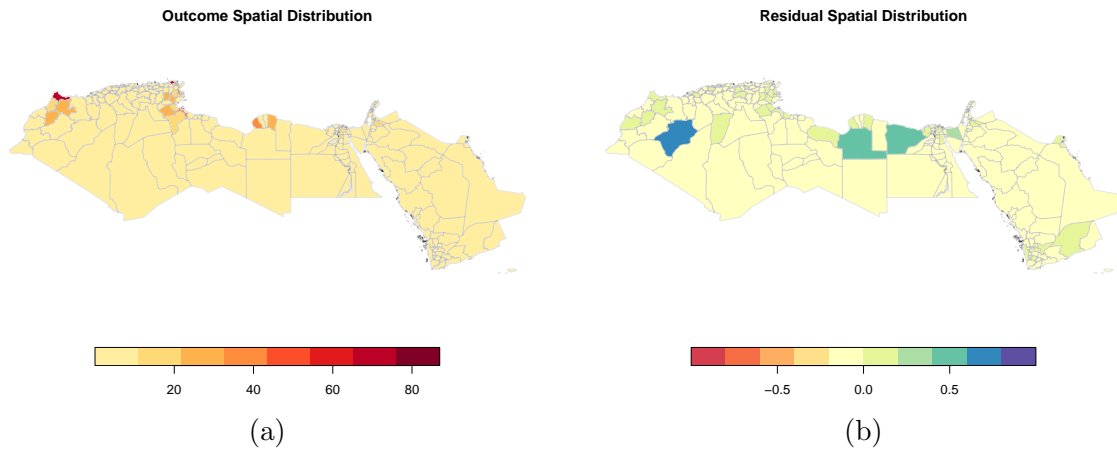 Outcome Spatial Distribution
Residual Spatial Distribution
20 40 60 80
−0.5 0.0 0.5
(a)
(b)